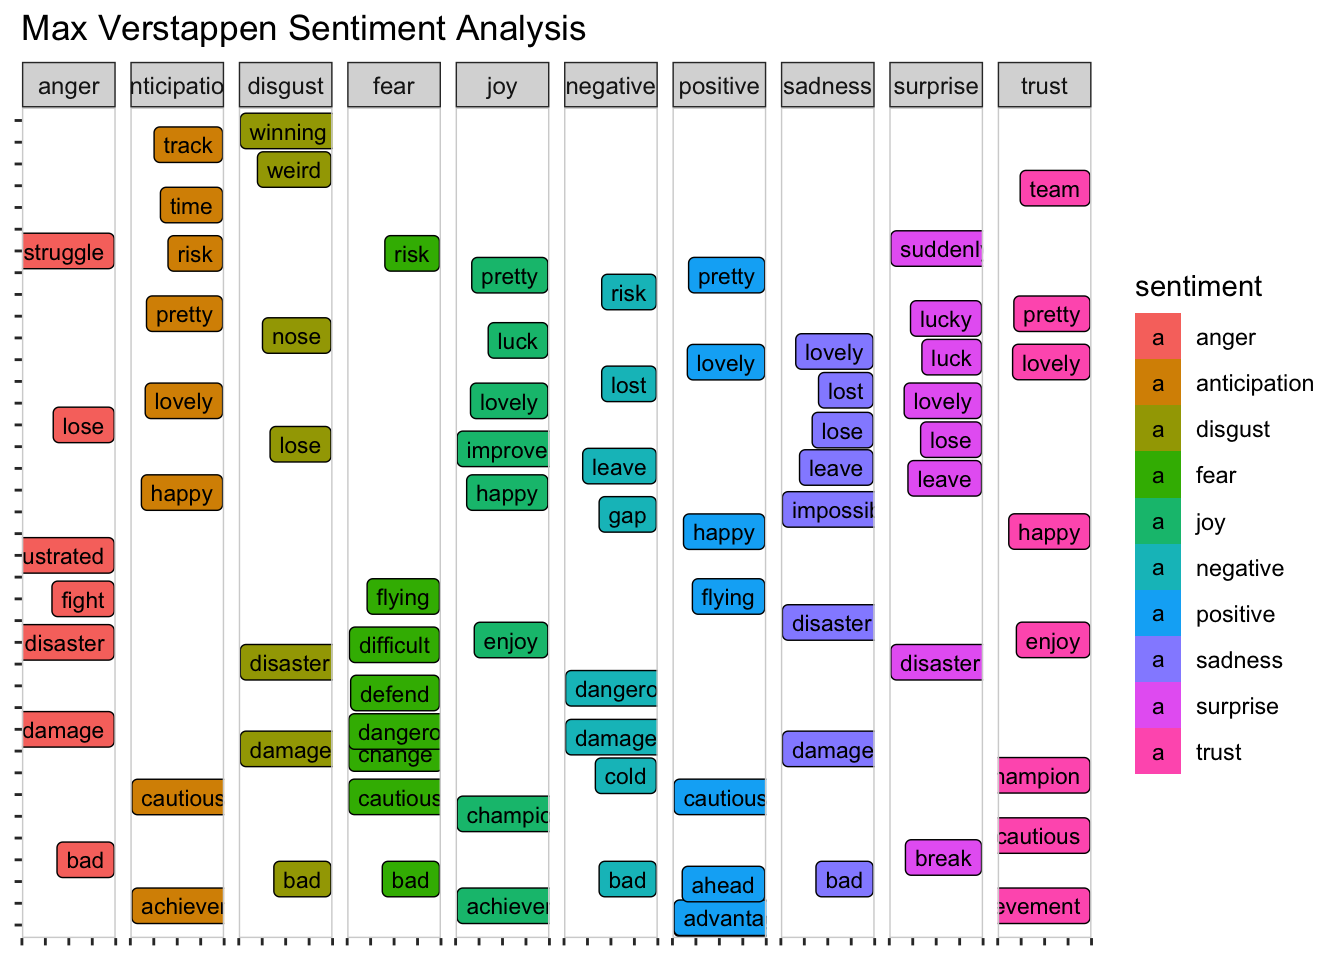 Max Verstappen Sentiment Analysis
anger
nticipatio
disgust
fear
joy
negative
positive
sadness
surprise
trust
struggle
lose
ustrated
fight
disaster
damage
bad
track
time
risk
pretty
lovely
happy
cautious
achiever
winning
weird
nose
lose
disaster
damage
bad
risk
flying
difficult
defend
dangero
change
cautious
bad
pretty
luck
lovely
improve
happy
enjoy
champio
achiever
risk
lost
leave
gap
dangero
damage
cold
bad
pretty
lovely
happy
flying
cautious
ahead
advanta
lovely
lost
lose
leave
impossib
disaster
damage
bad
suddenly
lucky
luck
lovely
lose
leave
disaster
break
team
pretty
lovely
happy
enjoy
hampion
cautious
evement
sentiment
a anger
a anticipation
a disgust
a fear
a joy
a negative
a positive
a sadness
a surprise
a trust